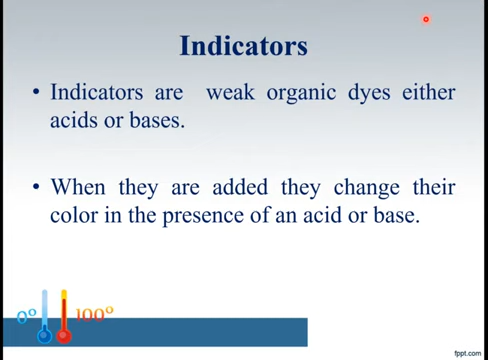 Indicators
• Indicators are weak organic dyes either
acids or bases.
• When they are added they change their
color in the presence of an acid or base.
0° 100°
fppt.com